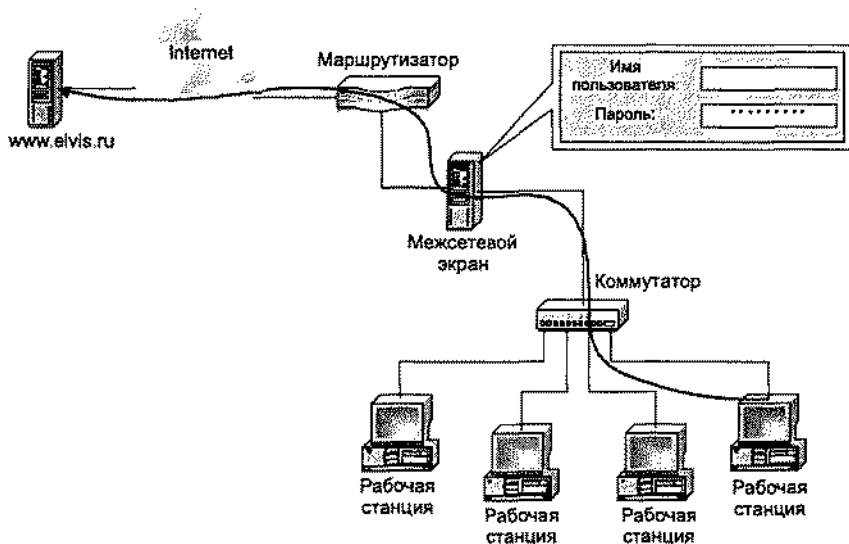 Internet
Маршрутизатор
Имя
пользователя
Пароль:
*********
www.elvis.ru
Межсетевой
экран
Коммутатор
Рабочая
станция
Рабочая
станция
Рабочая
станция
Рабочая
станция